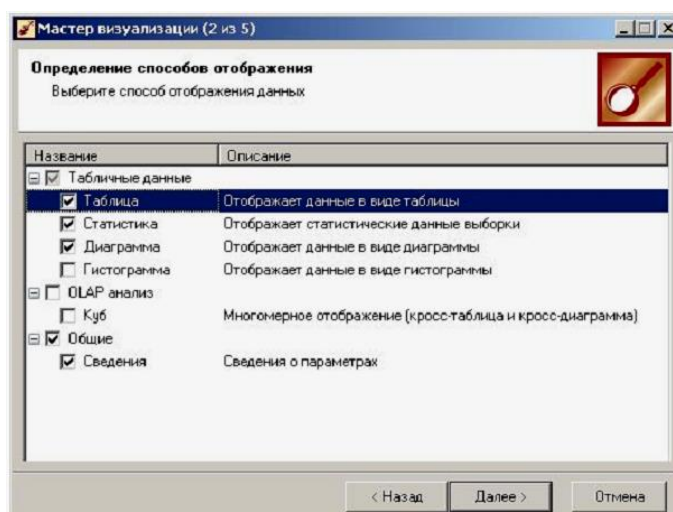 Мастер визуализации (2 из 5)
Определение способов отображения
Выберите способ отображения данных
Название Описание
Табличные данные
Таблица Отображает данные в виде таблицы
Статистика Отображает статистические данные выборки
Диаграмма Отображает данные в виде диаграммы
Гистограмма Отображает данные в виде гистограммы
OLAP анализ
Куб Многомерное отображение (кросс-таблица и кросс-диаграмма)
Общие
Сведения Сведения о параметрах
< Назад Далее > Отмена